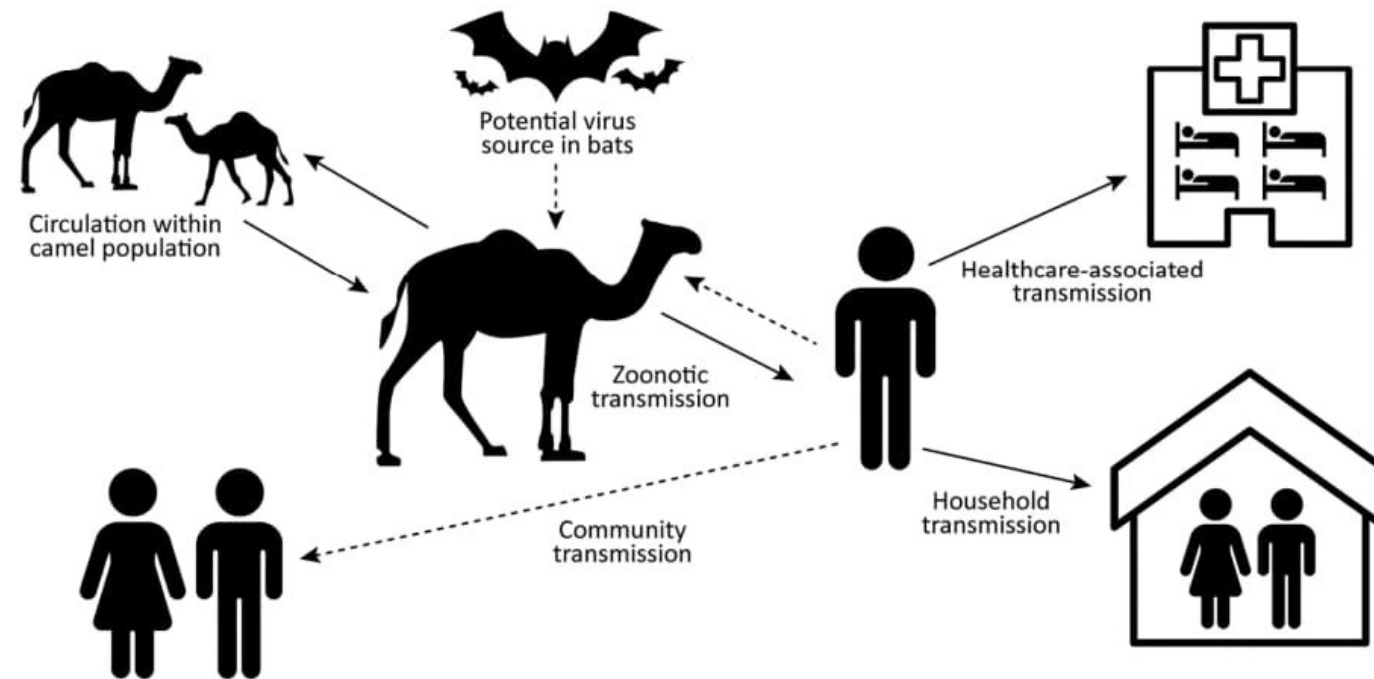 Potential virus
source in bats
Circulation within
camel population
Healthcare-associated
transmission
Zoonotic
transmission
Household
transmission
Community
transmission